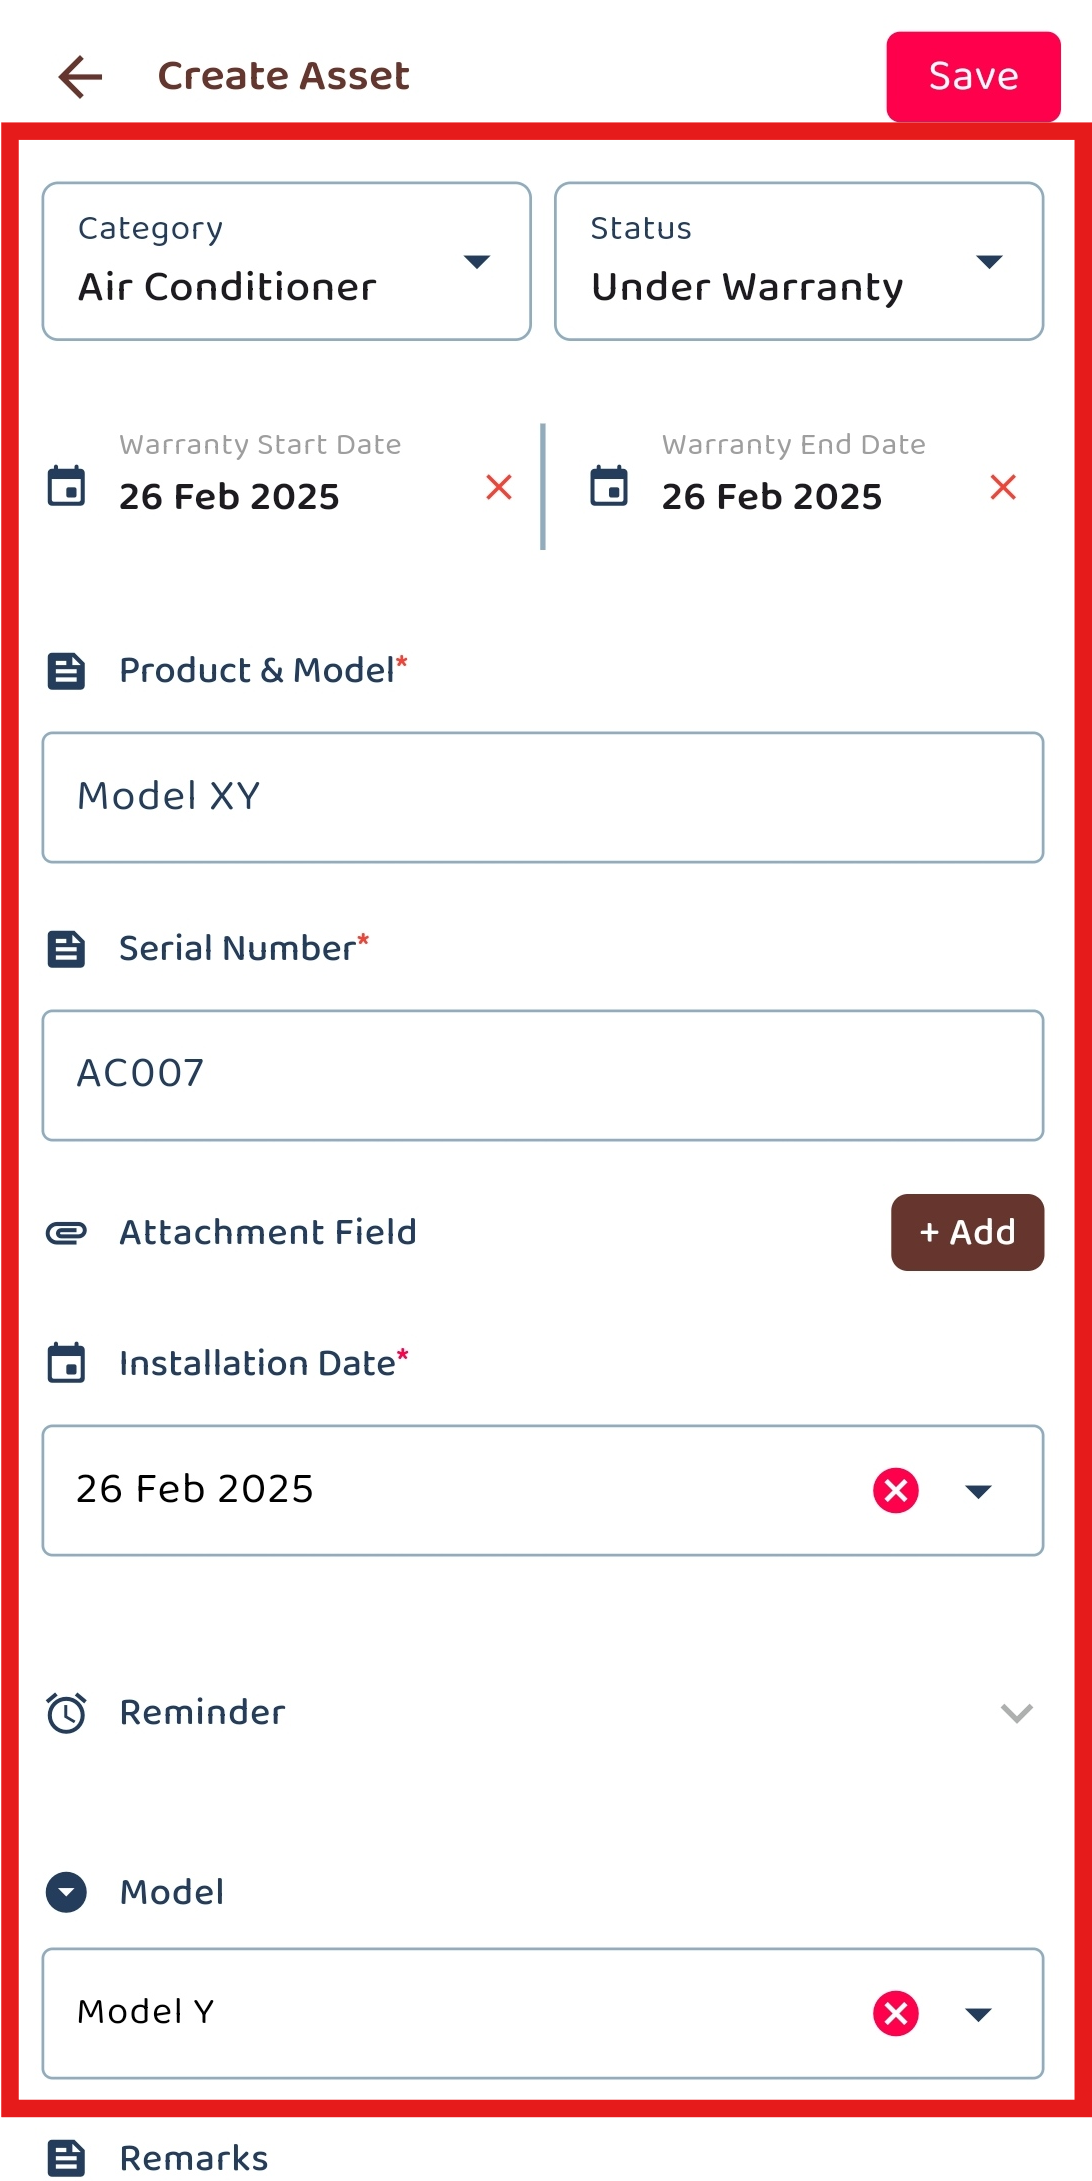 Create Asset
Save
Category
Air Conditioner
Status
Under Warranty
Warranty Start Date
26 Feb 2025
Warranty End Date
26 Feb 2025
Product & Model*
Model XY
Serial Number*
AC007
Attachment Field
+ Add
Installation Date*
26 Feb 2025
Reminder
Model
Model Y
Remarks